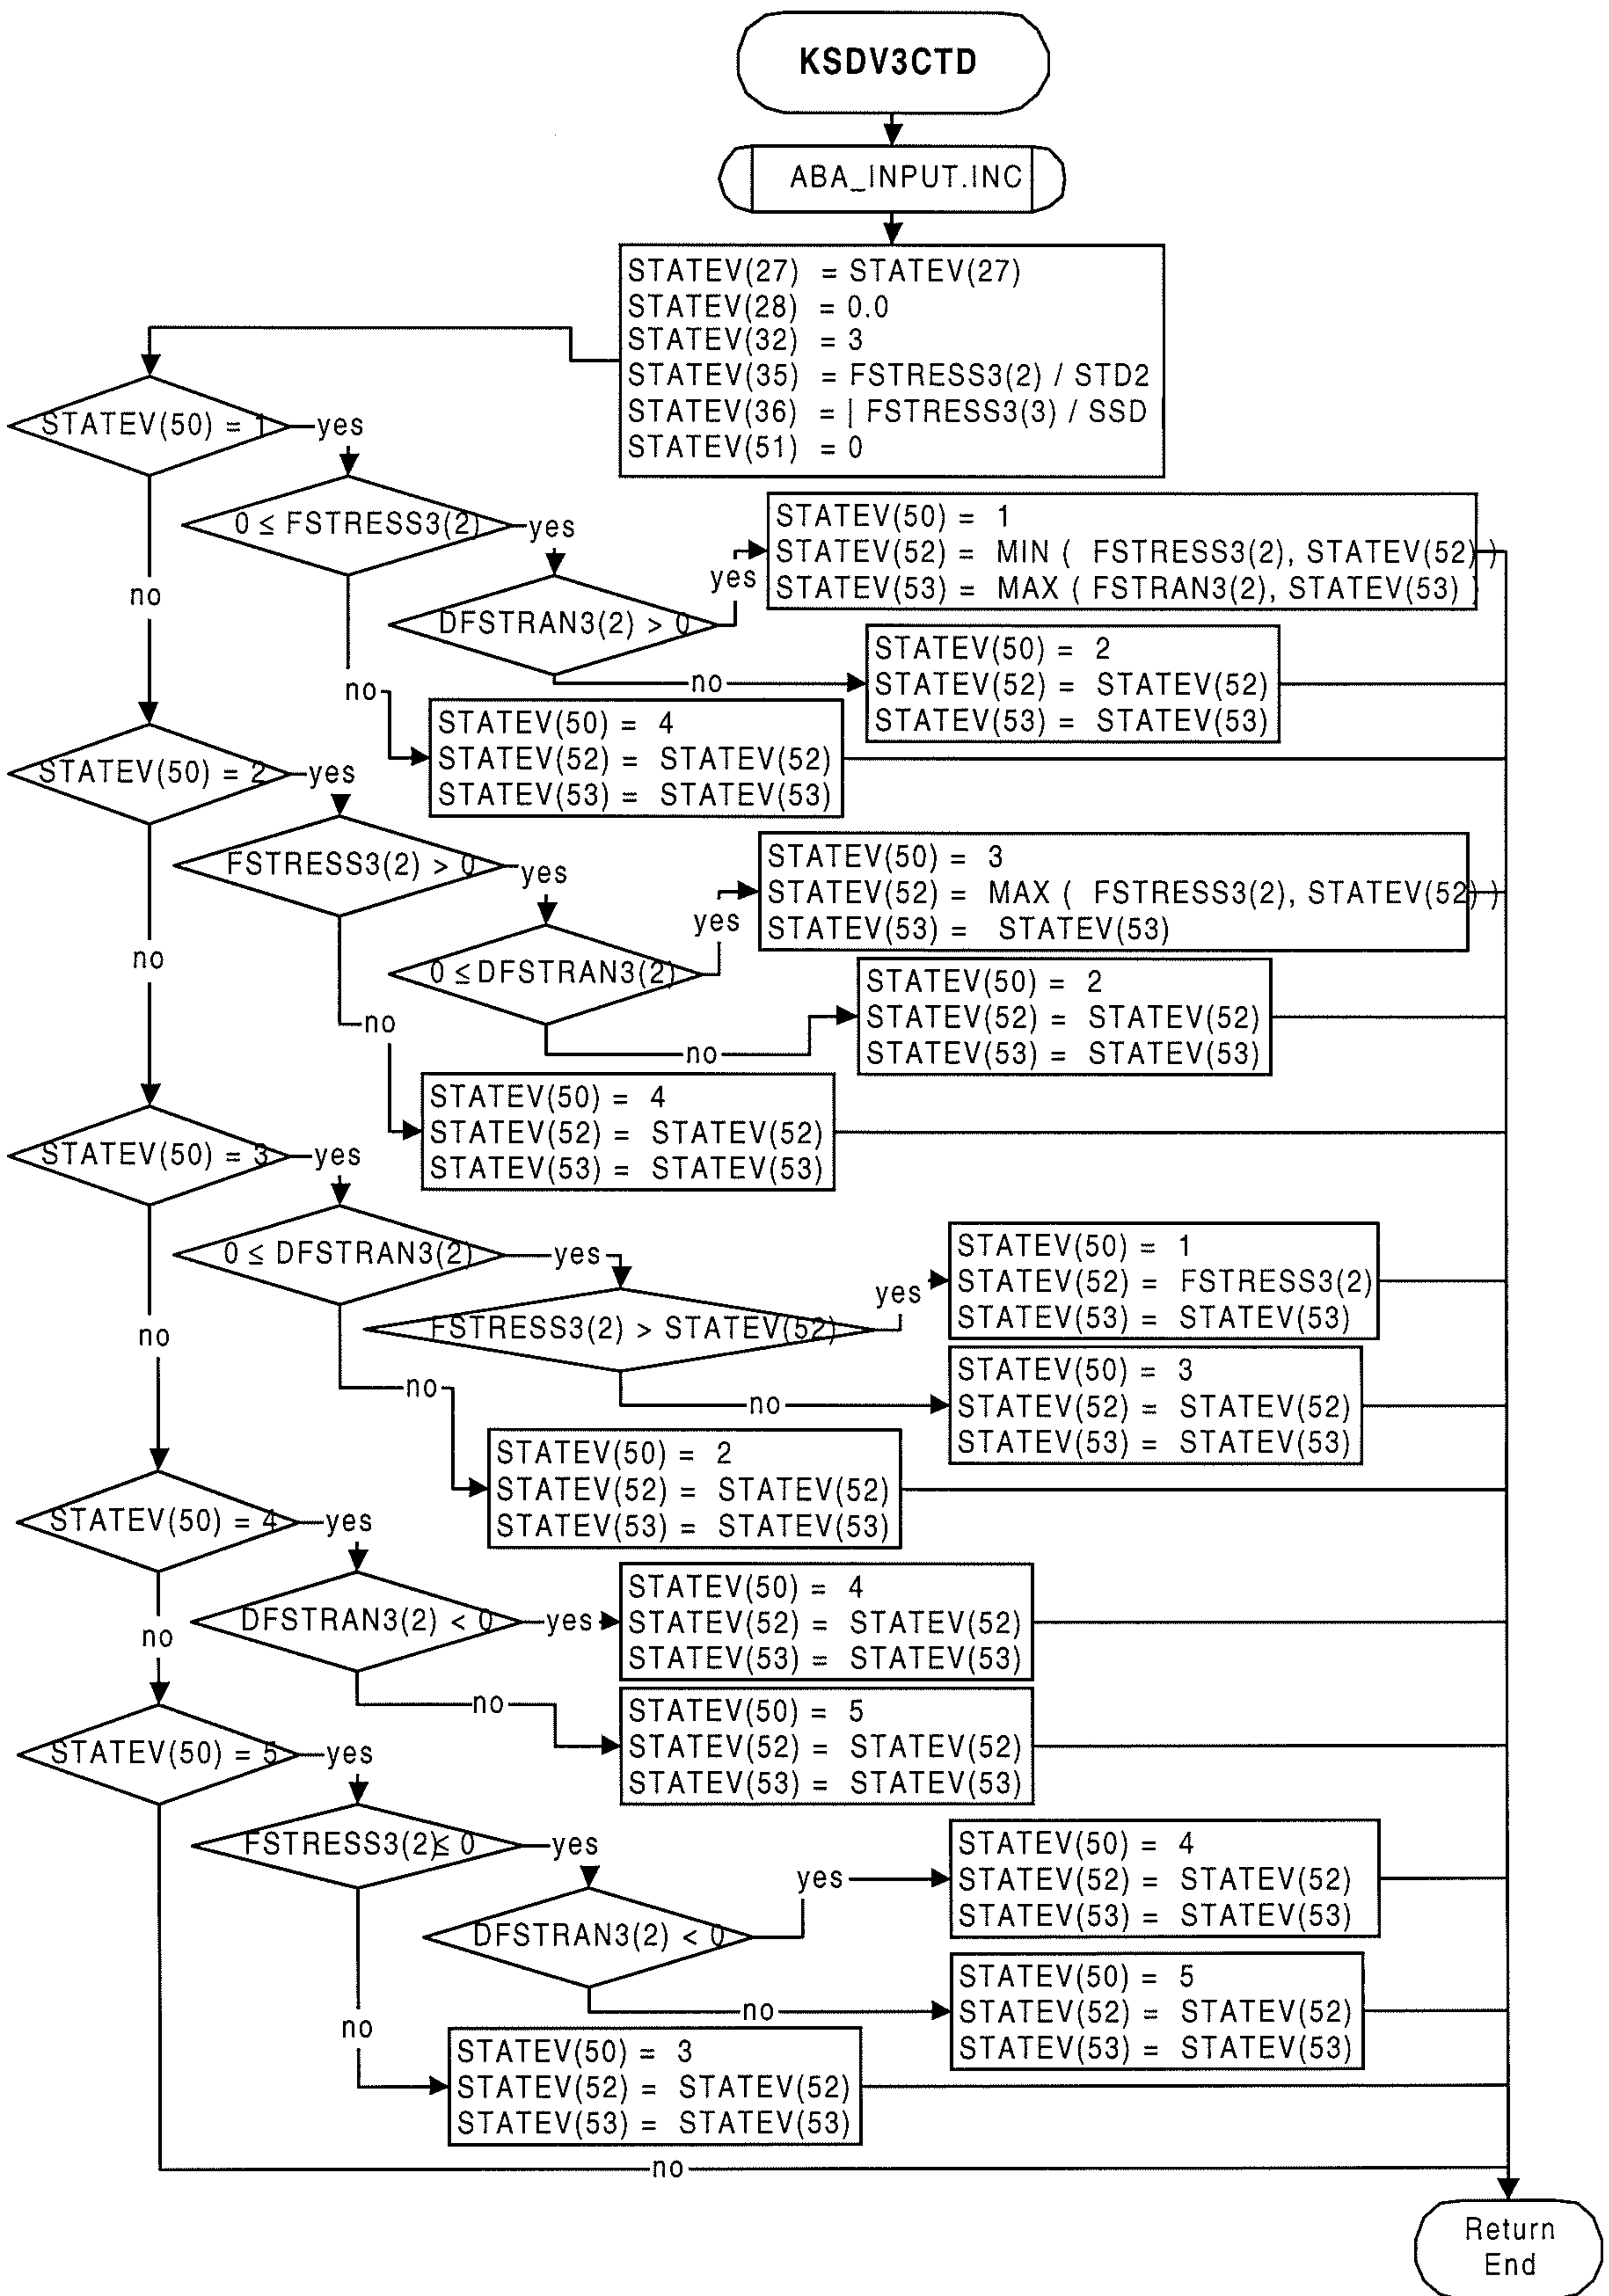 KSDV3CTD
ABA_INPUT.INC
STATEV(27) = STATEV(27)
STATEV(28) = 0.0
STATEV(32) = 3
STATEV(35) = FSTRESS3(2) / STD2
STATEV(36) = | FSTRESS3(3) / SSD
STATEV(51) = 0
STATEV(50) = 1
yes
no
0 ≤ FSTRESS3(2)
yes
no
DFSTRAN3(2) > 0
yes
no
STATEV(50) = 1
STATEV(52) = MIN ( FSTRESS3(2), STATEV(52) )
STATEV(53) = MAX ( FSTRAN3(2), STATEV(53)
STATEV(50) = 2
STATEV(52) = STATEV(52)
STATEV(53) = STATEV(53)
STATEV(50) = 4
STATEV(52) = STATEV(52)
STATEV(53) = STATEV(53)
STATEV(50) = 2
yes
no
FSTRESS3(2) > 0
yes
no
0 ≤ DFSTRAN3(2)
yes
no
STATEV(50) = 3
STATEV(52) = MAX ( FSTRESS3(2), STATEV(52) )
STATEV(53) = STATEV(53)
STATEV(50) = 2
STATEV(52) = STATEV(52)
STATEV(53) = STATEV(53)
STATEV(50) = 4
STATEV(52) = STATEV(52)
STATEV(53) = STATEV(53)
STATEV(50) = 3
yes
no
0 ≤ DFSTRAN3(2)
yes
no
FSTRESS3(2) > STATEV(52)
yes
no
STATEV(50) = 1
STATEV(52) = FSTRESS3(2)
STATEV(53) = STATEV(53)
STATEV(50) = 3
STATEV(52) = STATEV(52)
STATEV(53) = STATEV(53)
STATEV(50) = 2
STATEV(52) = STATEV(52)
STATEV(53) = STATEV(53)
STATEV(50) = 4
yes
no
DFSTRAN3(2) < 0
yes
no
STATEV(50) = 4
STATEV(52) = STATEV(52)
STATEV(53) = STATEV(53)
STATEV(50) = 5
STATEV(52) = STATEV(52)
STATEV(53) = STATEV(53)
STATEV(50) = 5
yes
no
FSTRESS3(2) ≤ 0
yes
no
DFSTRAN3(2) < 0
yes
no
STATEV(50) = 4
STATEV(52) = STATEV(52)
STATEV(53) = STATEV(53)
STATEV(50) = 5
STATEV(52) = STATEV(52)
STATEV(53) = STATEV(53)
STATEV(50) = 3
STATEV(52) = STATEV(52)
STATEV(53) = STATEV(53)
Return
End